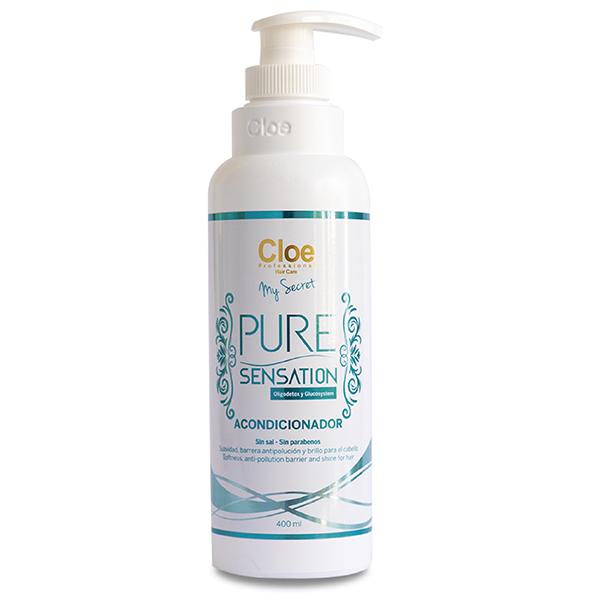 Cloe
Cloe
Professional
Hair Care
My Secret
PURE
SENSATION
Oligodetox y Glucosystem
ACONDICIONADOR
Sin sal - Sin parabenos
Suavidad, barrera antipolución y brillo para el cabello
Softness, anti-pollution barrier and shine for hair
400 ml